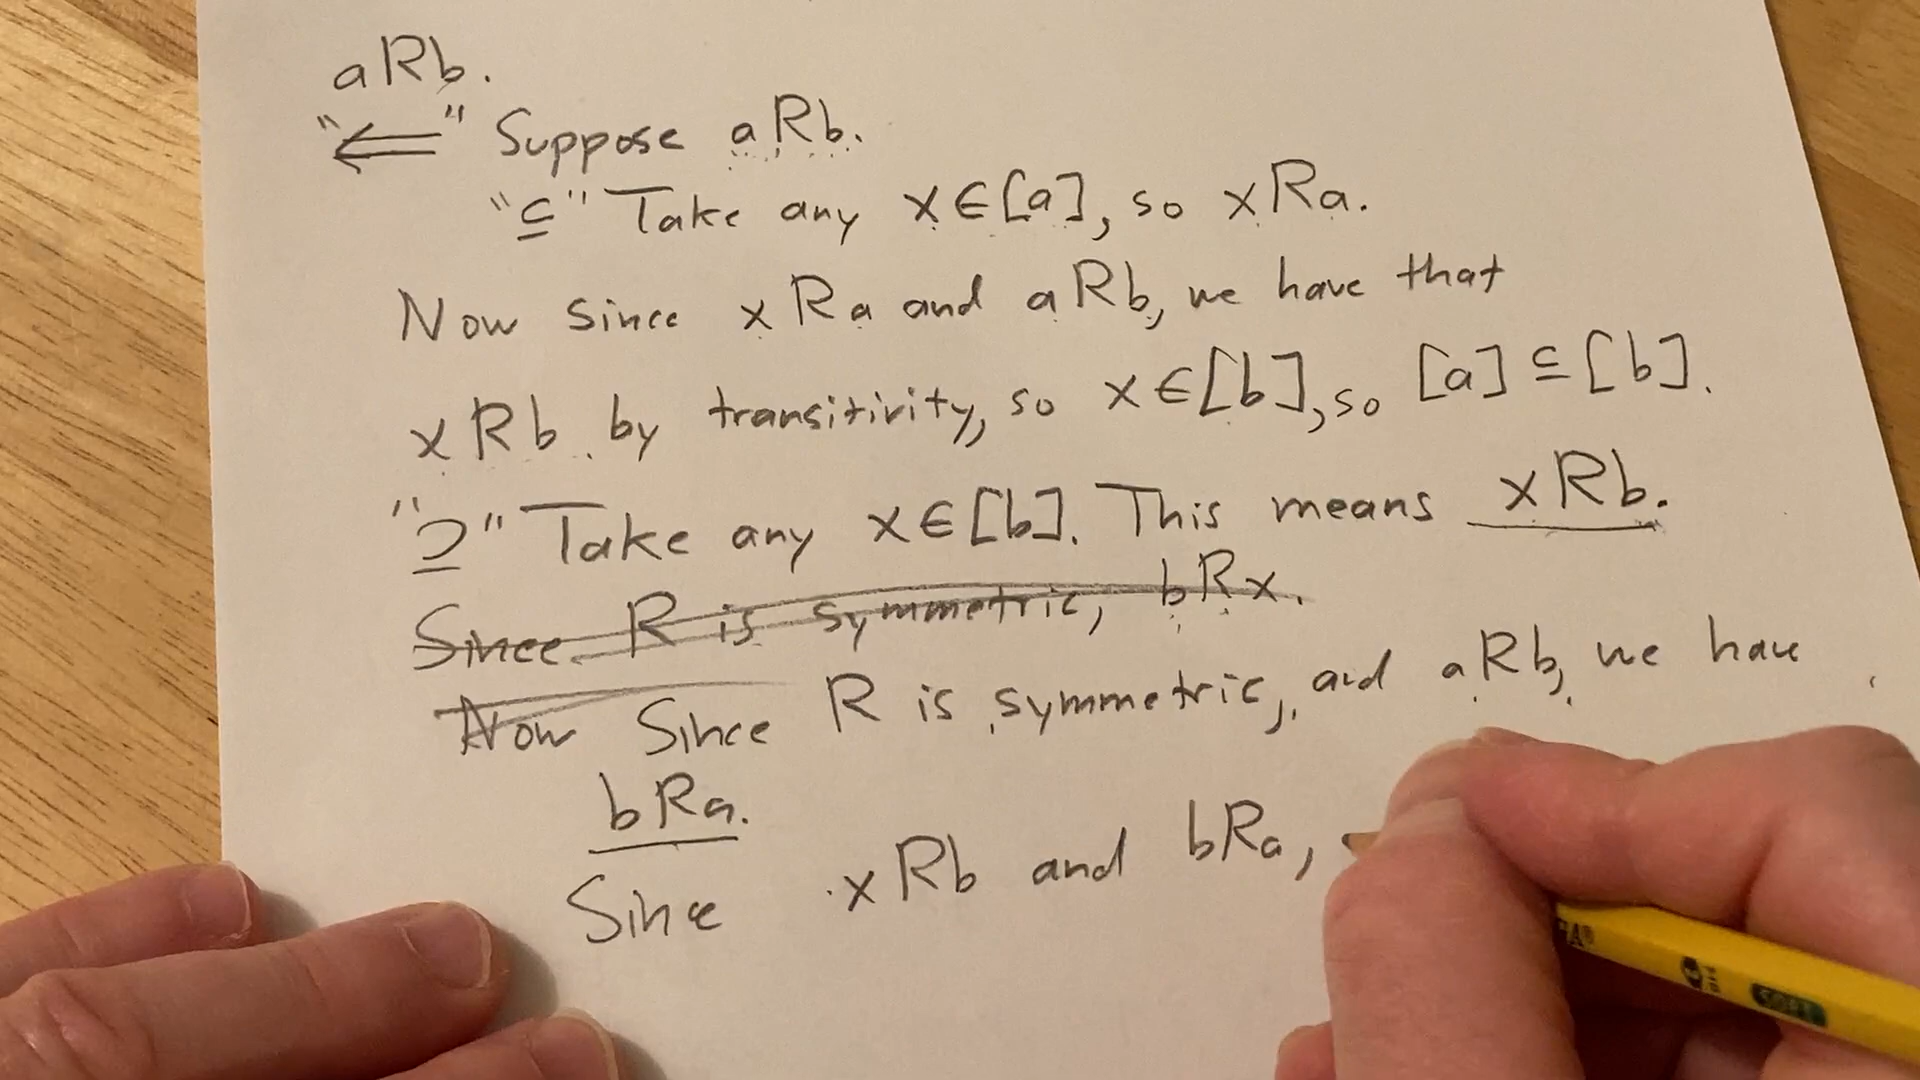 aRb.
"⟸" Suppose aRb.
"⊆" Take any x∈[a], so xRa.
Now since xRa and aRb, we have that
xRb by transitivity, so x∈[b], so [a]⊆[b].
"⊇" Take any x∈[b]. This means xRb.
Since R is symmetric, bRx.
Now Since R is symmetric, and aRb, we have
bRa.
Since xRb and bRa,
SOFT